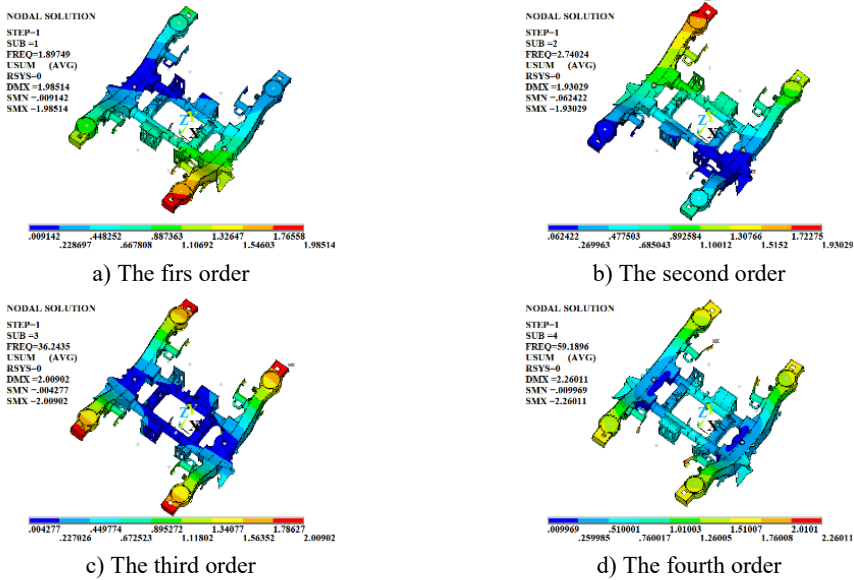 NODAL SOLUTION
STEP=1
SUB =1
FREQ=1.89749
USUM (AVG)
RSYS=0
DMX =1.98514
SMN =.009142
SMX =1.98514
Z
X
.009142 .448252 .887363 1.32647 1.76558
.228697 .667808 1.10692 1.54603 1.98514
a) The firs order
NODAL SOLUTION
STEP=1
SUB =2
FREQ=2.74024
USUM (AVG)
RSYS=0
DMX =1.93029
SMN =.062422
SMX =1.93029
Z
X
.062422 .477503 .892584 1.30766 1.72275
.269963 .685043 1.10012 1.5152 1.93029
b) The second order
NODAL SOLUTION
STEP=1
SUB =3
FREQ=36.2435
USUM (AVG)
RSYS=0
DMX =2.00902
SMN =.004277
SMX =2.00902
Z
X
.004277 .449774 .895272 1.34077 1.78627
.227026 .672523 1.11802 1.56352 2.00902
c) The third order
NODAL SOLUTION
STEP=1
SUB =4
FREQ=59.1896
USUM (AVG)
RSYS=0
DMX =2.26011
SMN =.009969
SMX =2.26011
Z
X
.009969 .510001 1.01003 1.51007 2.0101
.259985 .760017 1.26005 1.76008 2.26011
d) The fourth order